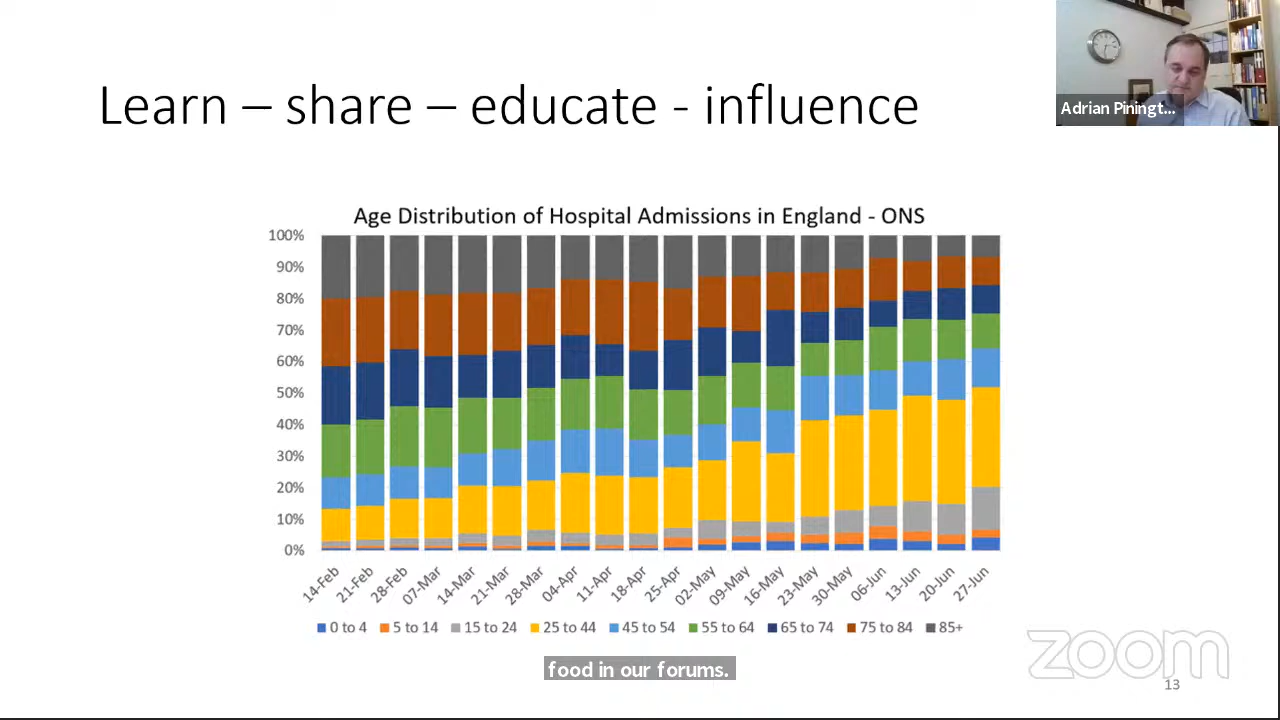 Adrian Piningt...
Learn – share – educate - influence
Age Distribution of Hospital Admissions in England - ONS
100%
90%
80%
70%
60%
50%
40%
30%
20%
10%
0%
14-Feb
21-Feb
28-Feb
07-Mar
14-Mar
21-Mar
28-Mar
04-Apr
11-Apr
18-Apr
25-Apr
02-May
09-May
16-May
23-May
30-May
06-Jun
13-Jun
20-Jun
27-Jun
0 to 4 5 to 14 15 to 24 25 to 44 45 to 54 55 to 64 65 to 74 75 to 84 85+
food in our forums.
zoom
13